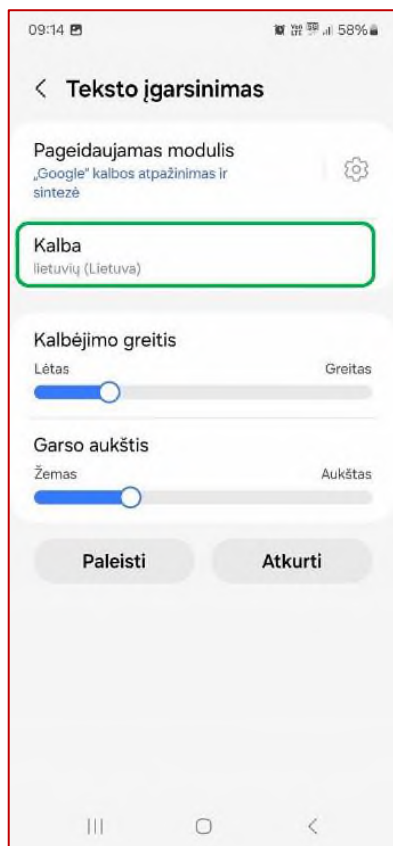 09:14 58%
Teksto įgarsinimas
Pageidaujamas modulis
„Google" kalbos atpažinimas ir
sintezė
Kalba
lietuvių (Lietuva)
Kalbėjimo greitis
Lėtas Greitas
Garso aukštis
Žemas Aukštas
Paleisti Atkurti